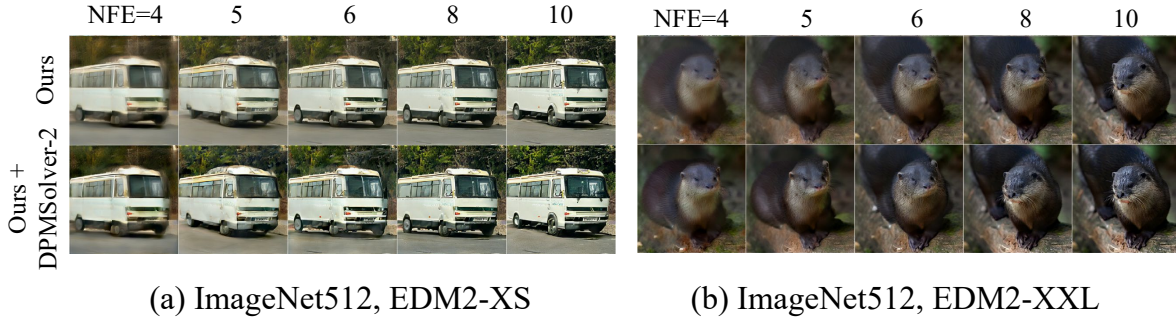 NFE=4 5 6 8 10
Ours
Ours +
DPMSolver-2
(a) ImageNet512, EDM2-XS
NFE=4 5 6 8 10
(b) ImageNet512, EDM2-XXL